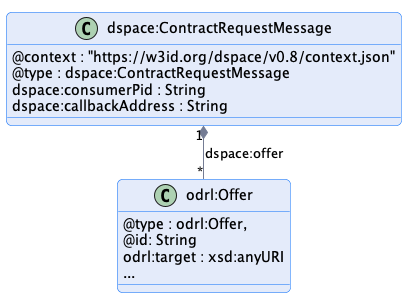 C dspace:ContractRequestMessage
@context : "https://w3id.org/dspace/v0.8/context.json"
@type : dspace:ContractRequestMessage
dspace:consumerPid : String
dspace:callbackAddress : String
1
dspace:offer
*
C odrl:Offer
@type : odrl:Offer,
@id: String
odrl:target : xsd:anyURI
...